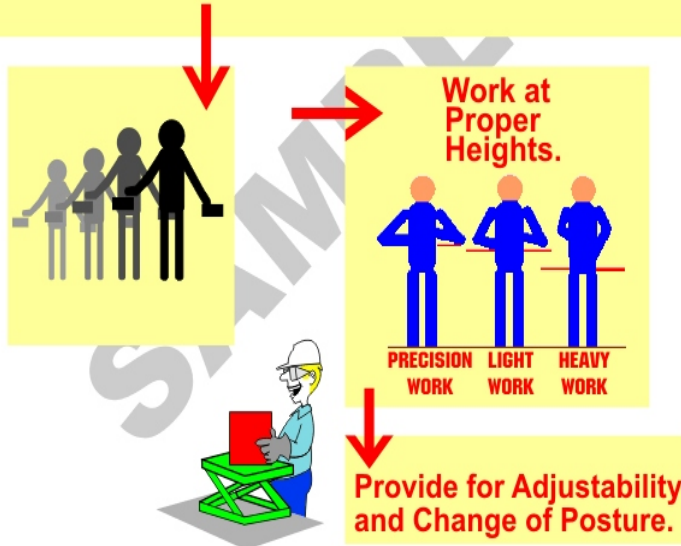 SAMPLE
Work at
Proper
Heights.
PRECISION LIGHT HEAVY
WORK WORK WORK
Provide for Adjustability
and Change of Posture.